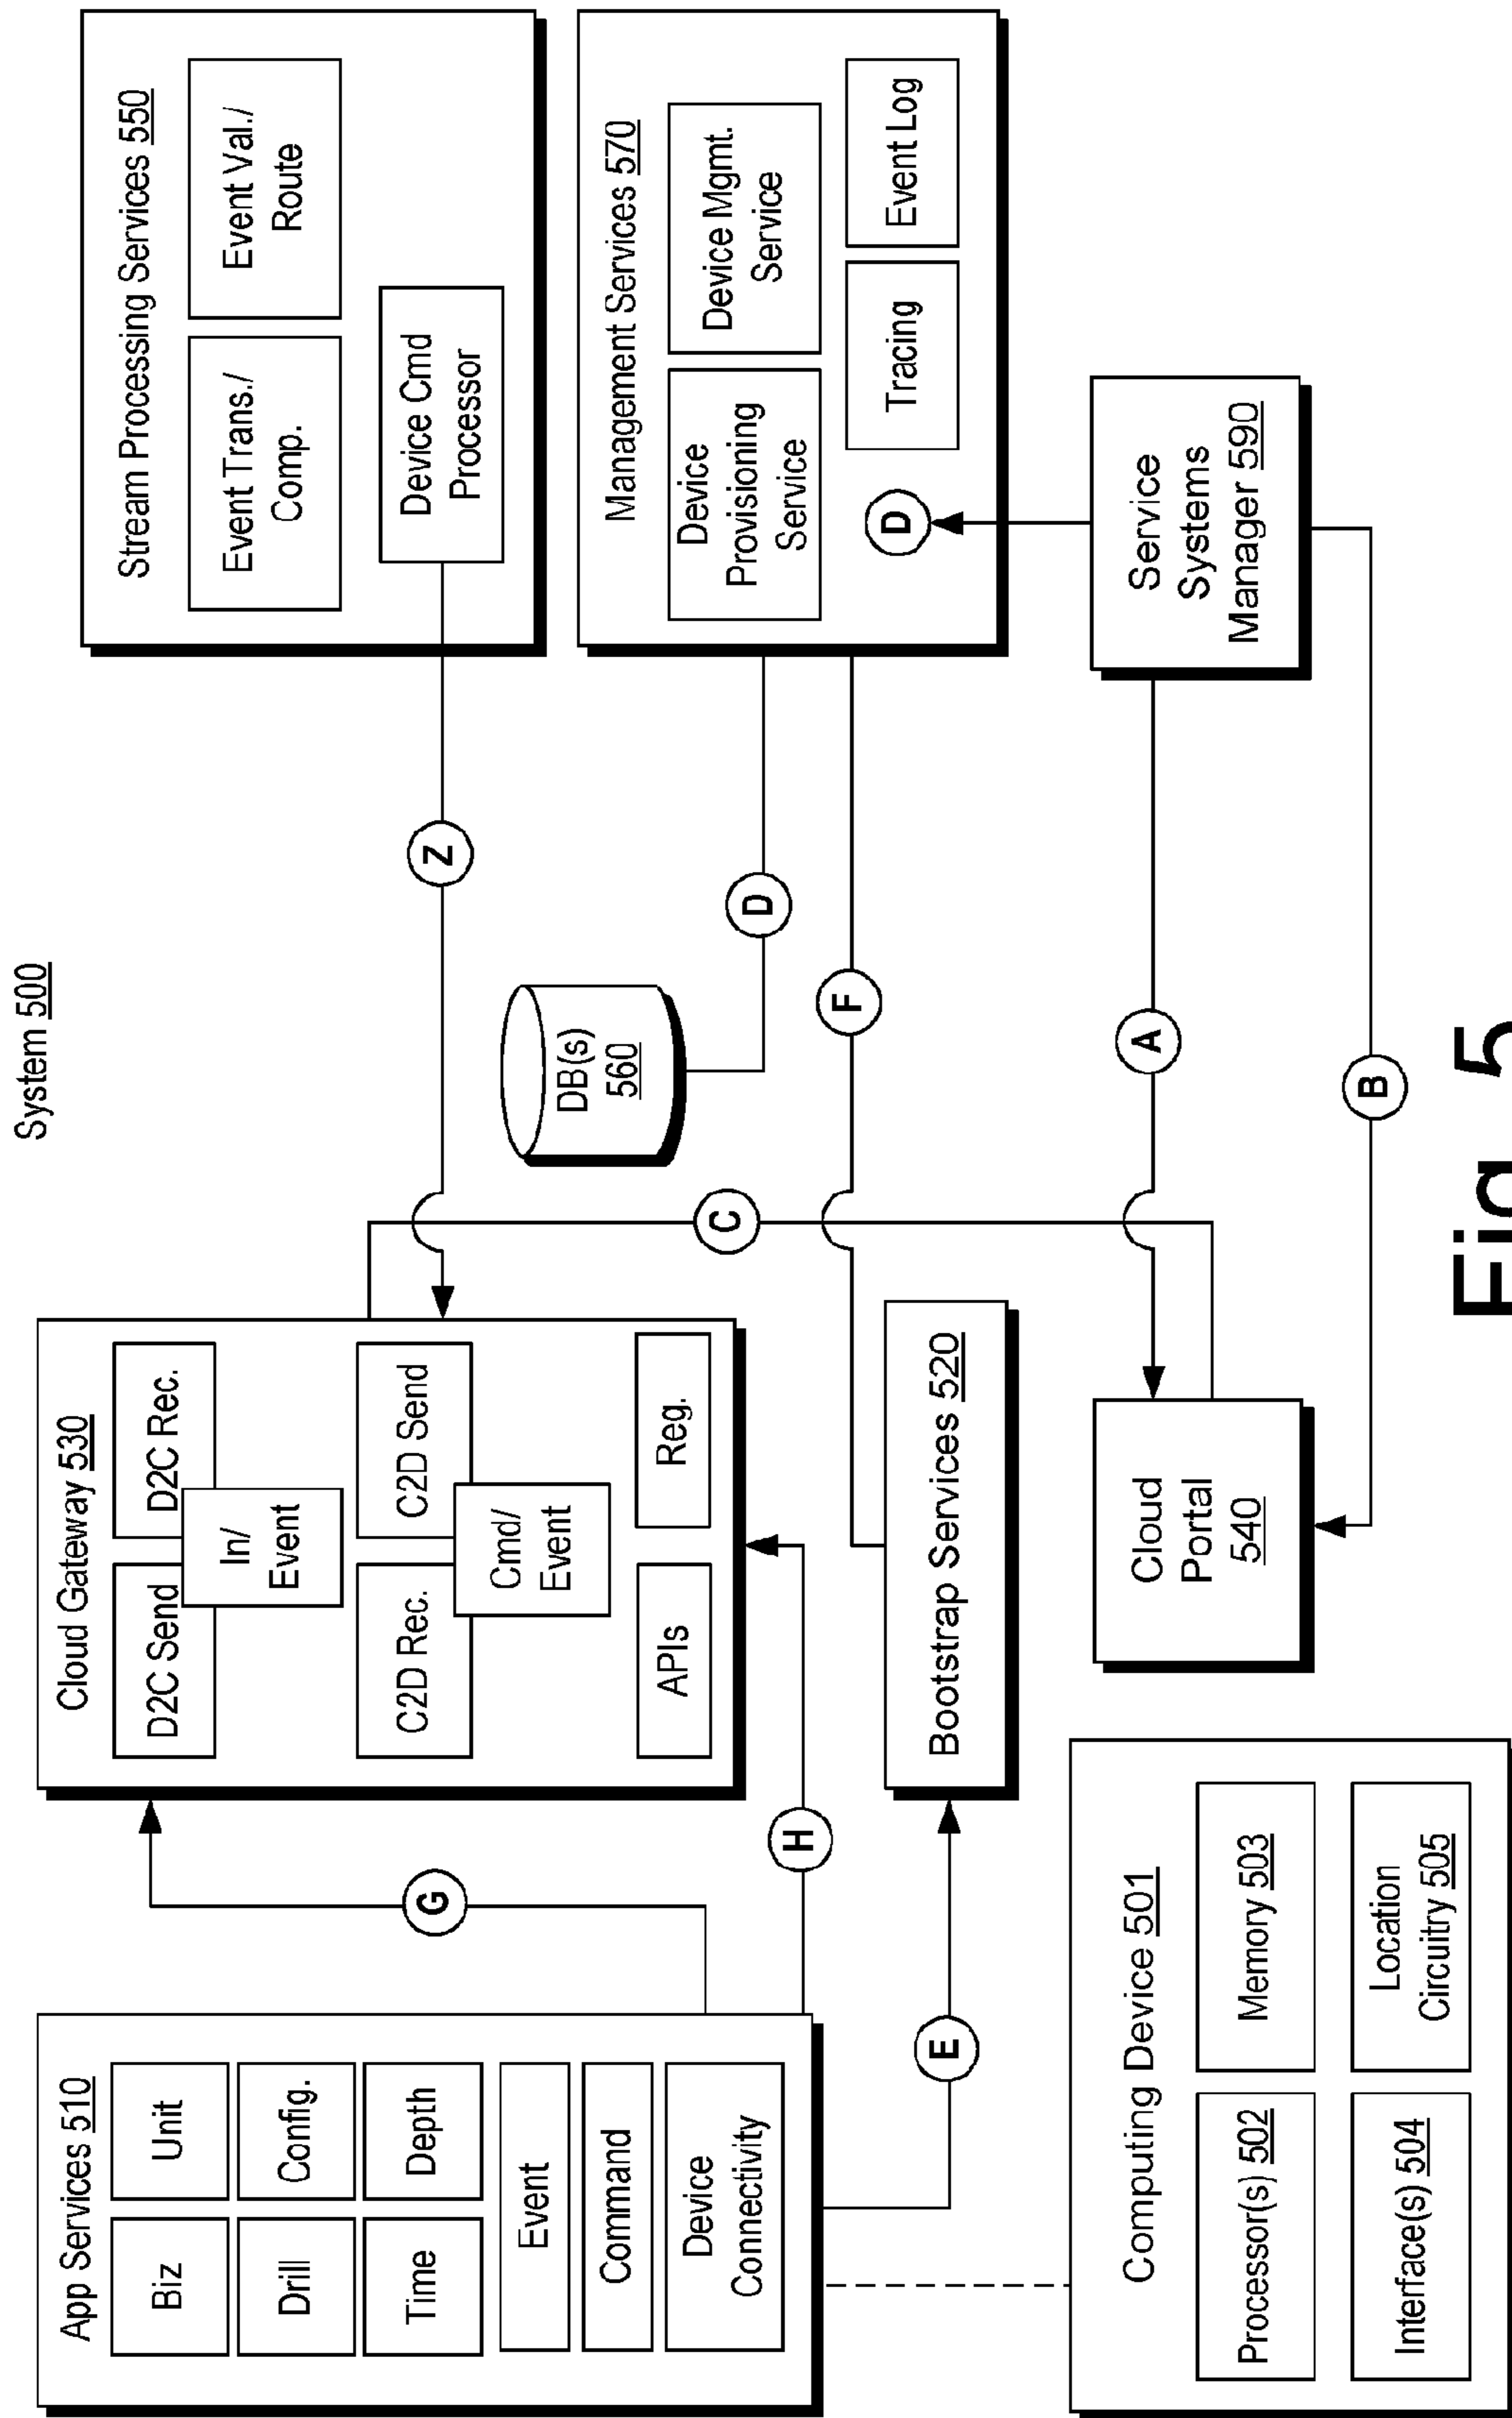 System 500
App Services 510
Biz
Unit
Drill
Config.
Time
Depth
Event
Command
Device
Connectivity
G
H
E
Cloud Gateway 530
D2C Send
D2C Rec.
In/
Event
C2D Rec.
C2D Send
Cmd/
Event
APIs
Reg.
Bootstrap Services 520
Z
C
DB(s)
560
D
F
A
B
Stream Processing Services 550
Event Trans./
Comp.
Event Val./
Route
Device Cmd
Processor
Management Services 570
Device
Provisioning
Service
Device Mgmt.
Service
D
Tracing
Event Log
Service
Systems
Manager 590
Cloud
Portal
540
Computing Device 501
Processor(s) 502
Memory 503
Interface(s) 504
Location
Circuitry 505
Fig. 5